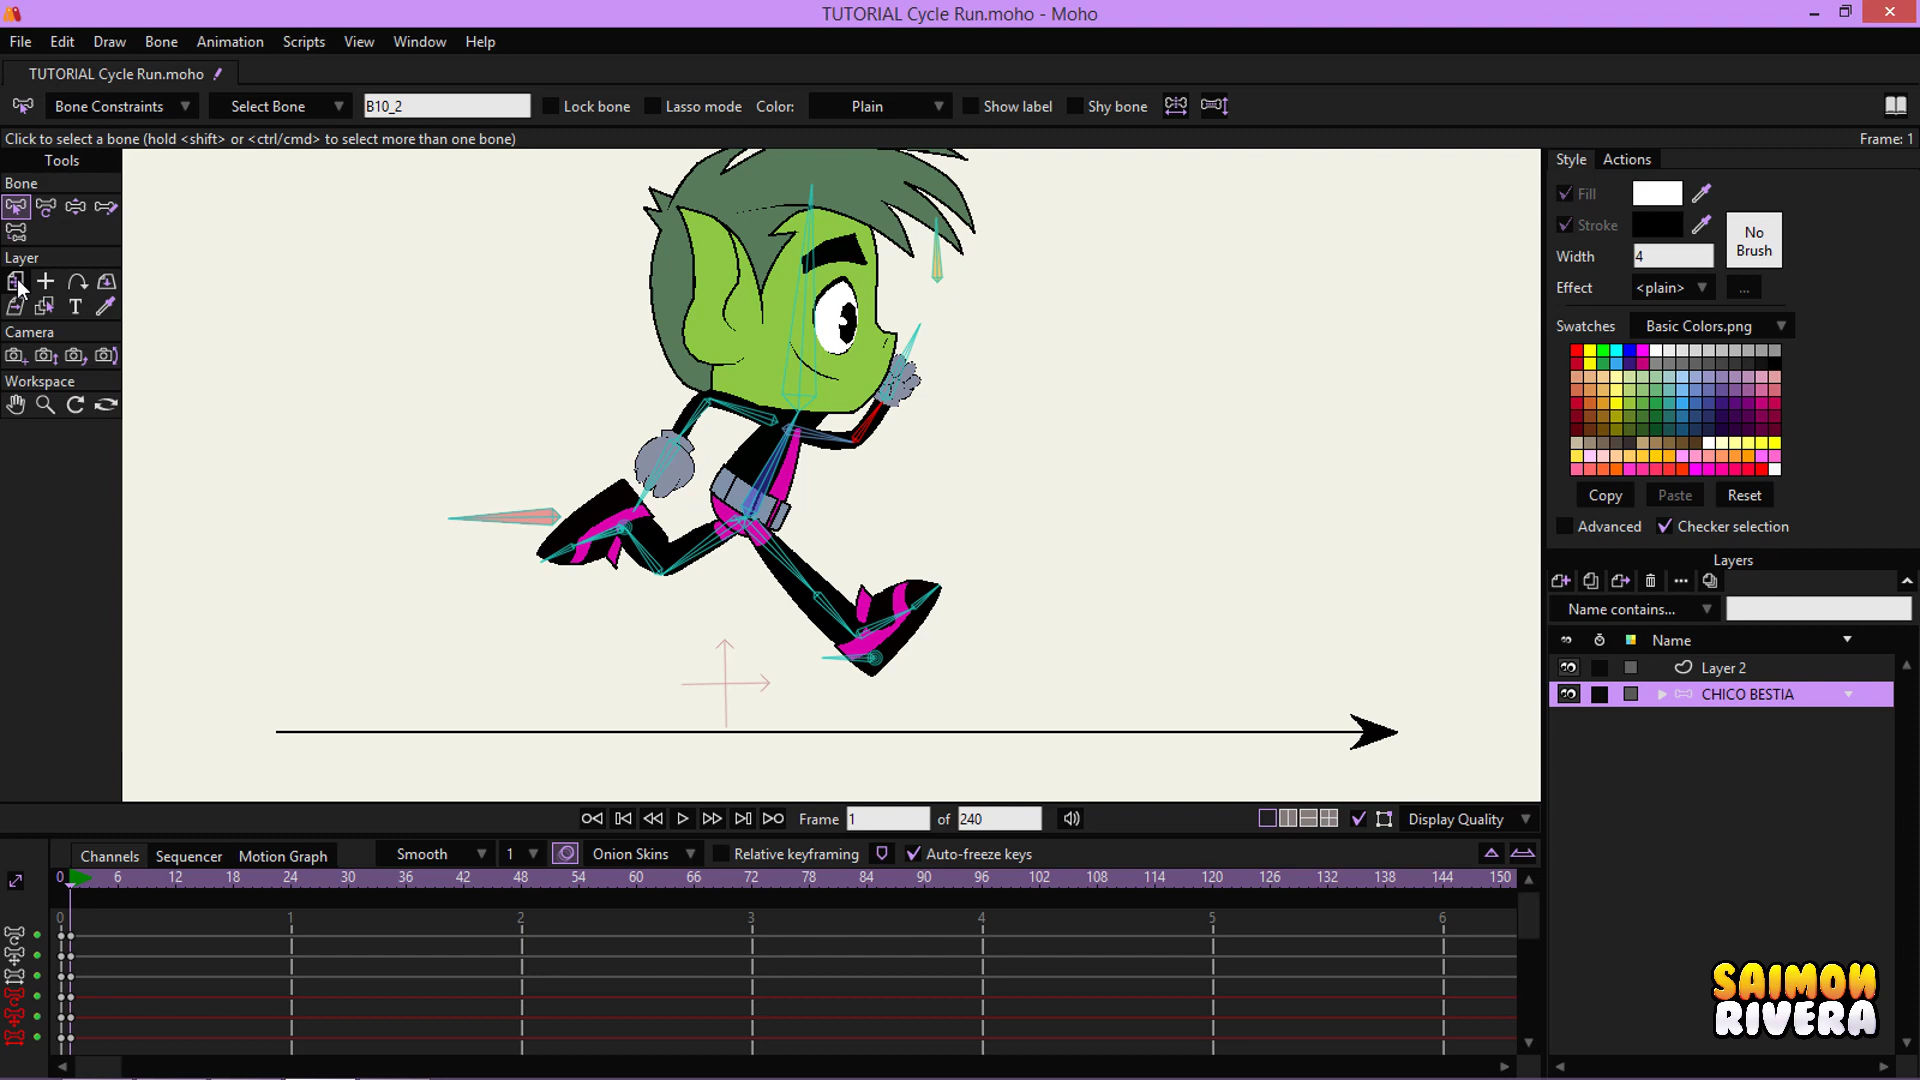 TUTORIAL Cycle Run.moho - Moho
File Edit Draw Bone Animation Scripts View Window Help
TUTORIAL Cycle Run.moho
Bone Constraints Select Bone B10_2 Lock bone Lasso mode Color: Plain Show label Shy bone
Click to select a bone (hold <shift> or <ctrl/cmd> to select more than one bone) Frame: 1
Tools
Bone
Layer
T
Camera
Workspace
Style Actions
Fill
Stroke
No Brush
Width 4
Effect <plain> ...
Swatches Basic Colors.png
Copy Paste Reset
Advanced Checker selection
Layers
Name contains...
Name
Layer 2
CHICO BESTIA
Frame 1 of 240 Display Quality
Channels Sequencer Motion Graph Smooth 1 Onion Skins Relative keyframing Auto-freeze keys
0 6 12 18 24 30 36 42 48 54 60 66 72 78 84 90 96 102 108 114 120 126 132 138 144 150
0 1 2 3 4 5 6
SAIMON
RIVERA